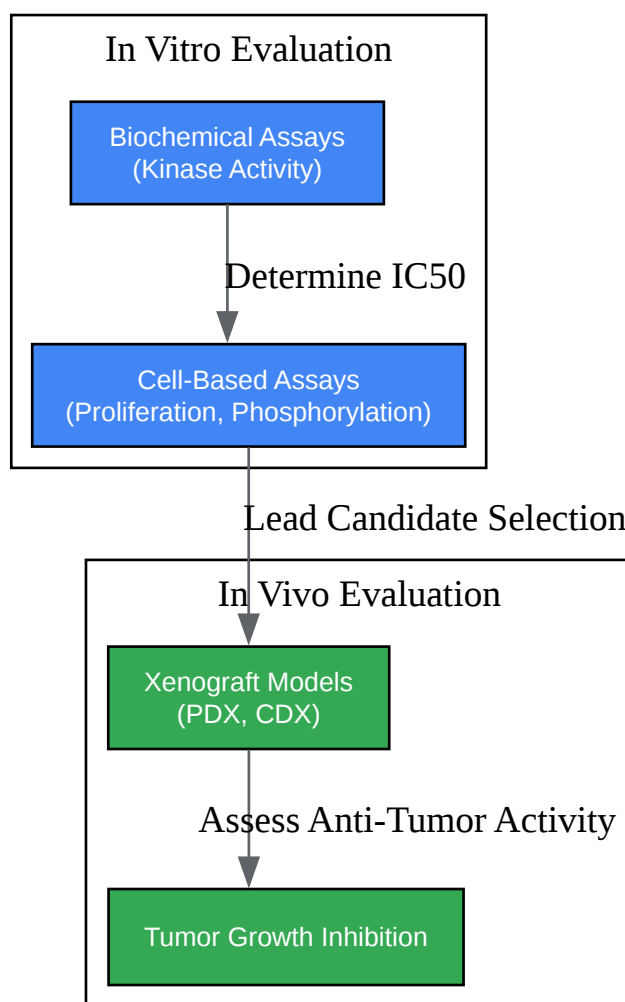 In Vitro Evaluation
Biochemical Assays
(Kinase Activity)
Determine IC50
Cell-Based Assays
(Proliferation, Phosphorylation)
Lead Candidate Selection
In Vivo Evaluation
Xenograft Models
(PDX, CDX)
Assess Anti-Tumor Activity
Tumor Growth Inhibition